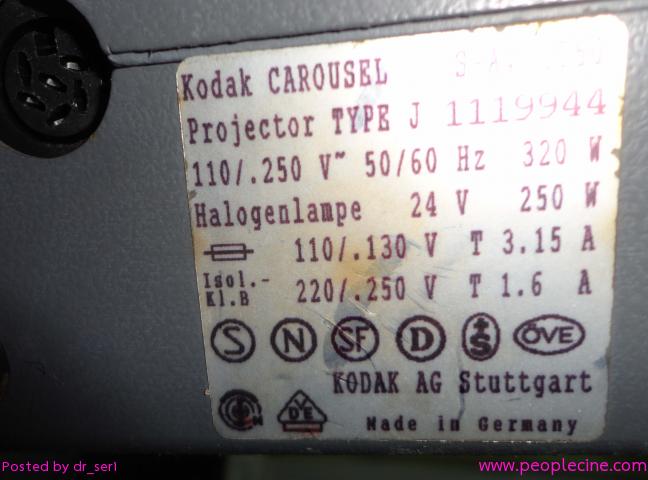 Kodak CAROUSEL
Projector TYPE J 1119944
110/.250 V~ 50/60 Hz 320 W
Halogenlampe 24 V 250 W
110/.130 V T 3.15 A
Isol.-
Kl.B 220/.250 V T 1.6 A
S N SF D +S ÖVE
KODAK AG Stuttgart
VDE
Made in Germany
Posted by dr_ser1
www.peoplecine.com